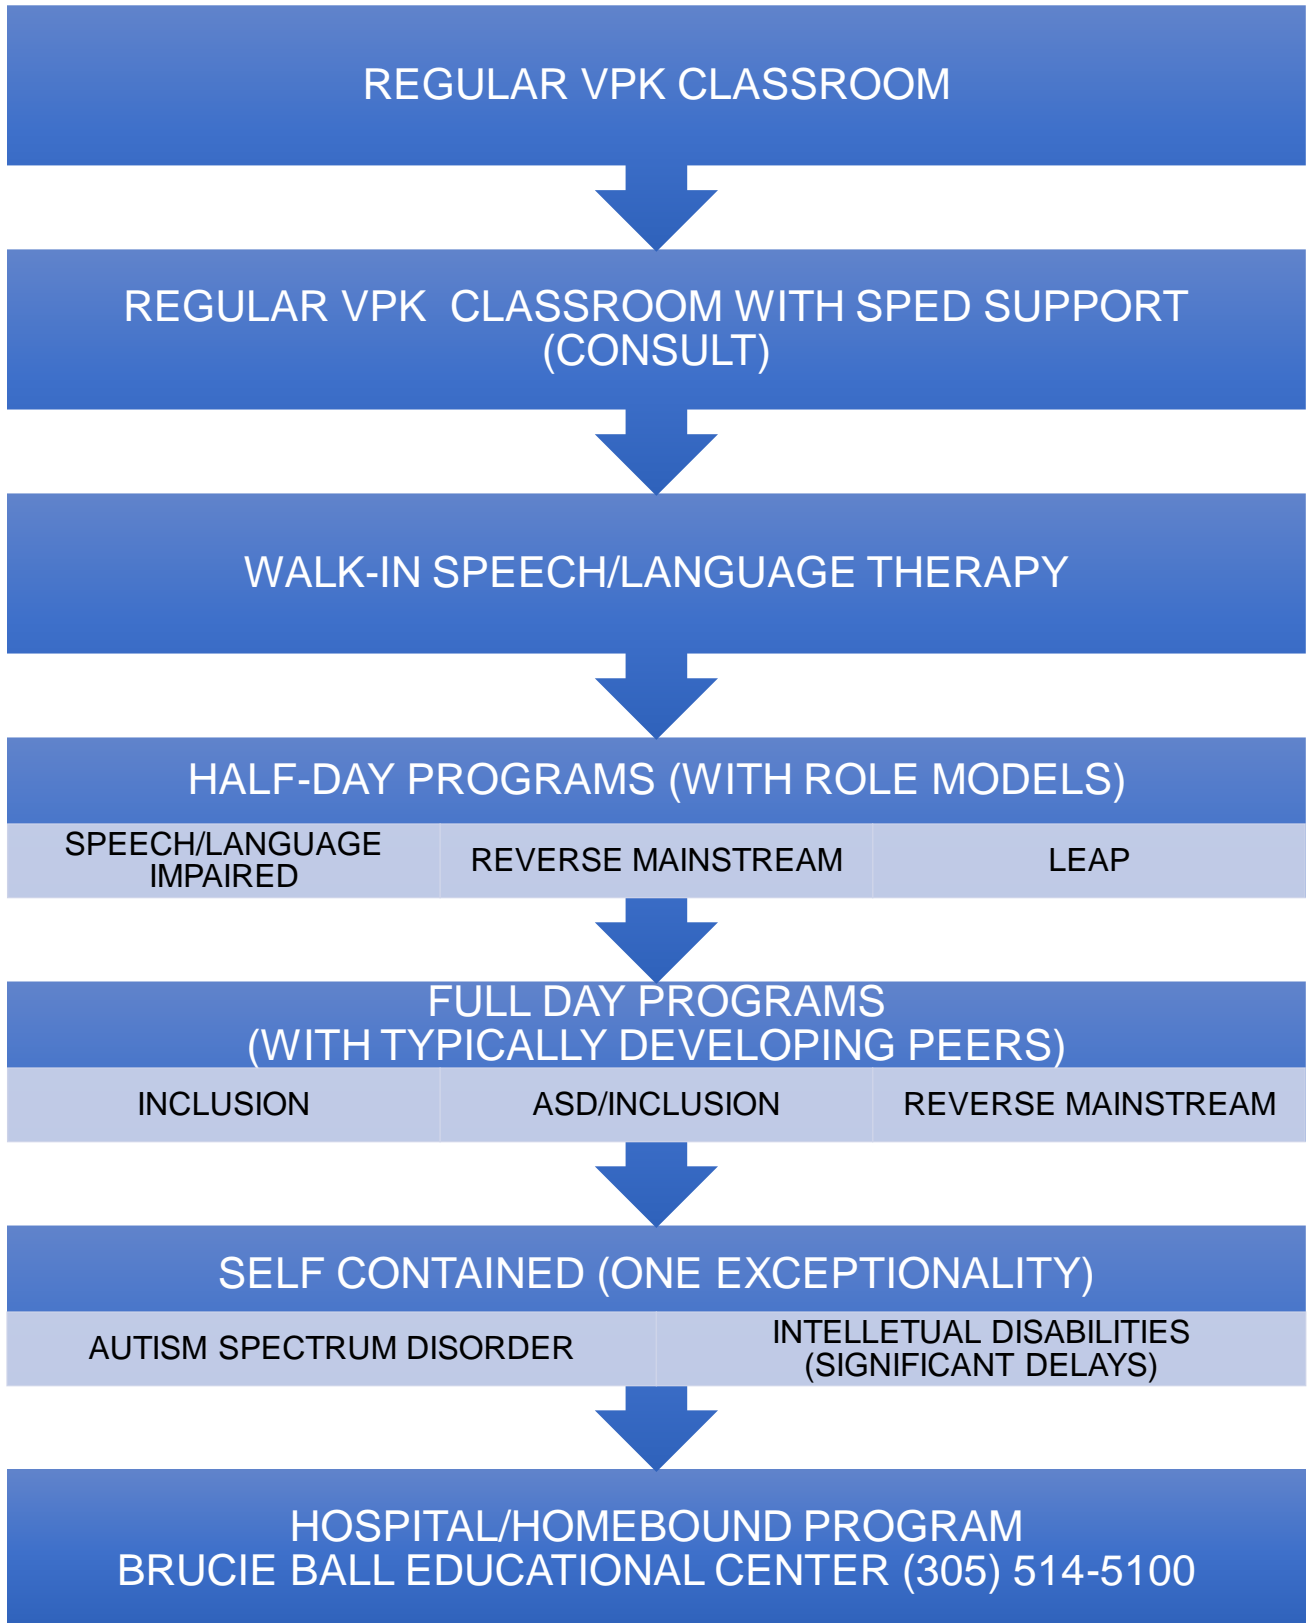 REGULAR VPK CLASSROOM
REGULAR VPK CLASSROOM WITH SPED SUPPORT
(CONSULT)
WALK-IN SPEECH/LANGUAGE THERAPY
HALF-DAY PROGRAMS (WITH ROLE MODELS)
SPEECH/LANGUAGE
IMPAIRED
REVERSE MAINSTREAM
LEAP
FULL DAY PROGRAMS
(WITH TYPICALLY DEVELOPING PEERS)
INCLUSION
ASD/INCLUSION
REVERSE MAINSTREAM
SELF CONTAINED (ONE EXCEPTIONALITY)
AUTISM SPECTRUM DISORDER
INTELLETUAL DISABILITIES
(SIGNIFICANT DELAYS)
HOSPITAL/HOMEBOUND PROGRAM
BRUCIE BALL EDUCATIONAL CENTER (305) 514-5100